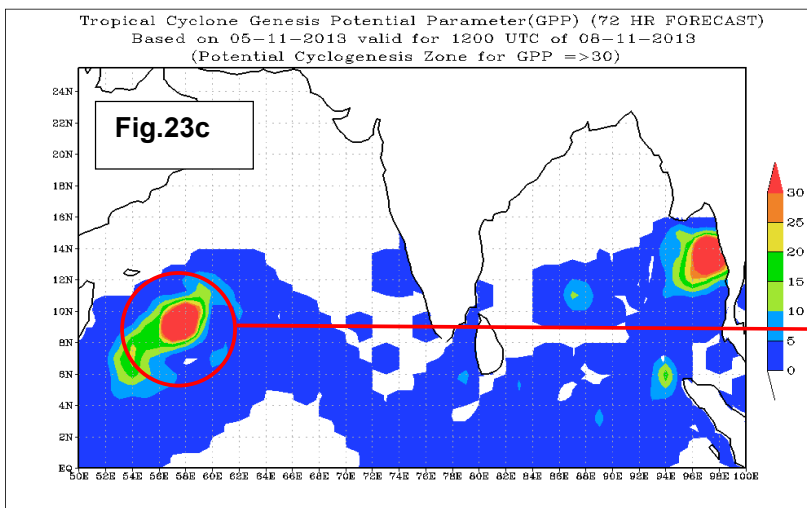 Tropical Cyclone Genesis Potential Parameter(GPP) (72 HR FORECAST)
Based on 05-11-2013 valid for 1200 UTC of 08-11-2013
(Potential Cyclogenesis Zone for GPP =>30)
Fig.23c
24N
22N
20N
18N
16N
14N
12N
10N
8N
6N
4N
2N
EQ
50E 52E 54E 56E 58E 60E 62E 64E 66E 68E 70E 72E 74E 76E 78E 80E 82E 84E 86E 88E 90E 92E 94E 96E 98E 100E
30
25
20
15
10
5
0